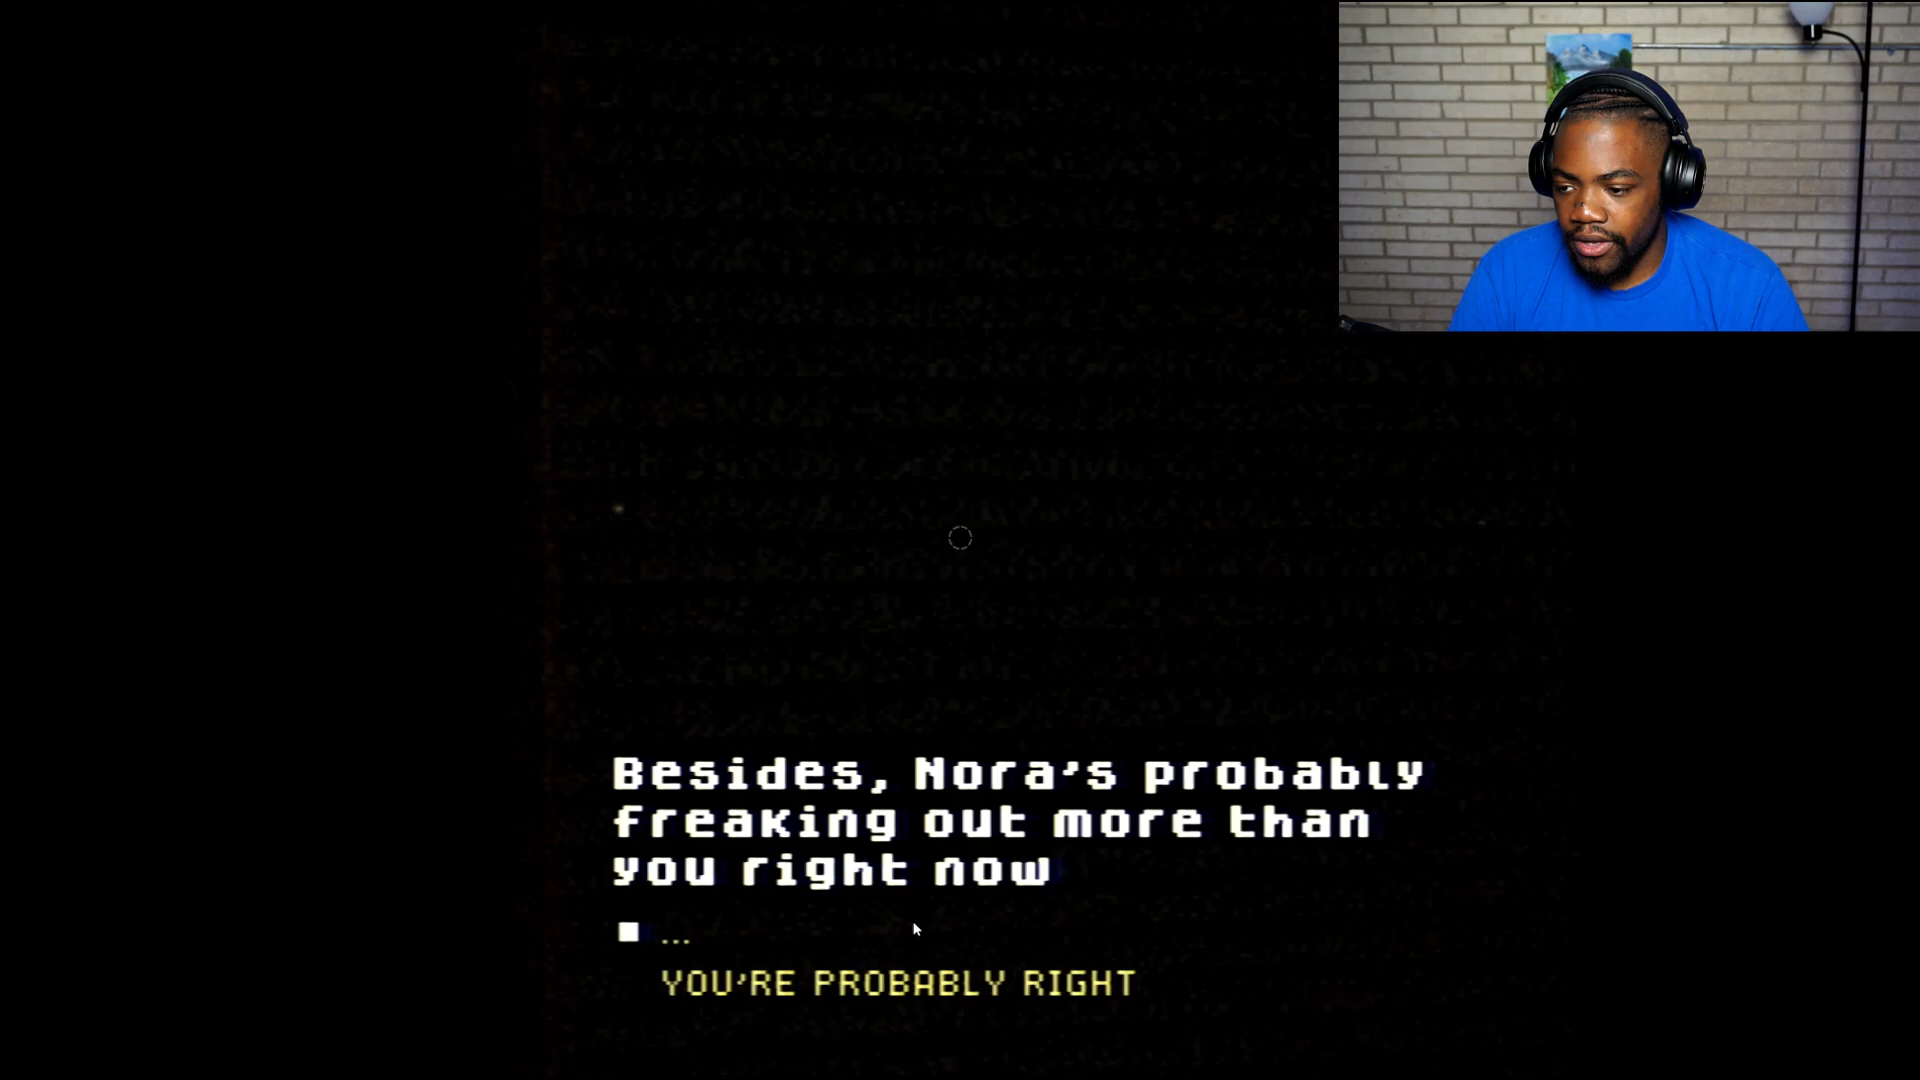 Besides, Nora's probably
freaking out more than
you right now
...
YOU'RE PROBABLY RIGHT